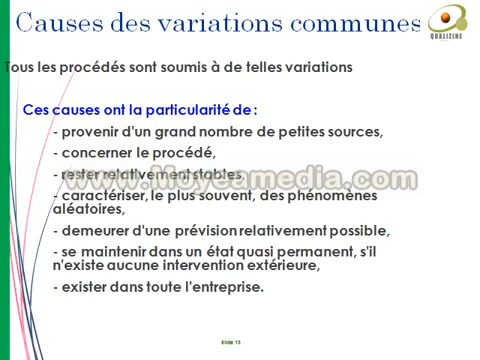 Causes des variations communes
QUALIZINE
Tous les procédés sont soumis à de telles variations
Ces causes ont la particularité de :
- provenir d'un grand nombre de petites sources,
- concerner le procédé,
- rester relativement stables,
www.Moyeamedia.com
- caractériser, le plus souvent, des phénomènes
aléatoires,
- demeurer d'une prévision relativement possible,
- se maintenir dans un état quasi permanent, s'il
n'existe aucune intervention extérieure,
- exister dans toute l'entreprise.
Slide 15